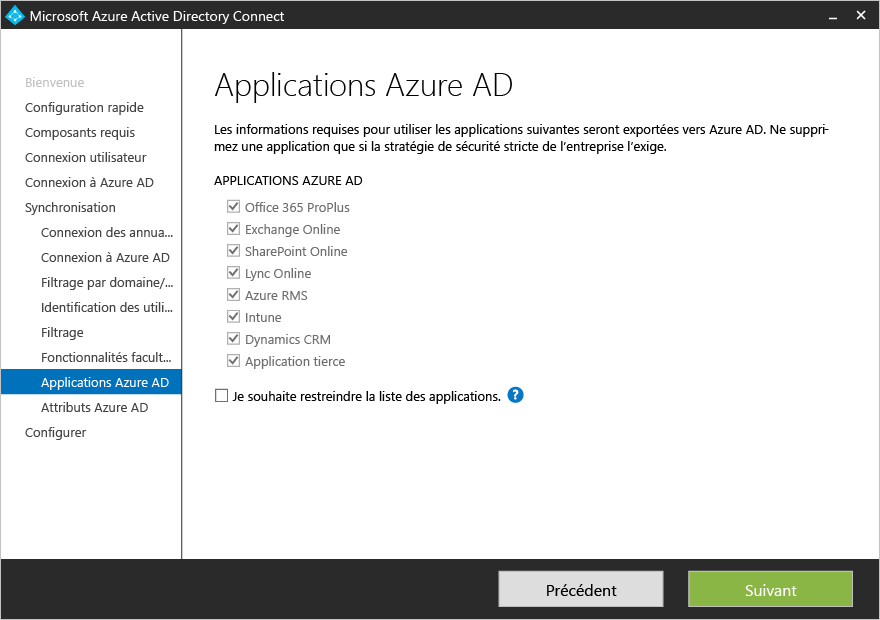 Microsoft Azure Active Directory Connect
Bienvenue
Configuration rapide
Composants requis
Connexion utilisateur
Connexion à Azure AD
Synchronisation
Connexion des annua...
Connexion à Azure AD
Filtrage par domaine/...
Identification des utili...
Filtrage
Fonctionnalités facult...
Applications Azure AD
Attributs Azure AD
Configurer
Applications Azure AD
Les informations requises pour utiliser les applications suivantes seront exportées vers Azure AD. Ne suppri-
mez une application que si la stratégie de sécurité stricte de l’entreprise l’exige.
APPLICATIONS AZURE AD
Office 365 ProPlus
Exchange Online
SharePoint Online
Lync Online
Azure RMS
Intune
Dynamics CRM
Application tierce
Je souhaite restreindre la liste des applications. ?
Précédent
Suivant